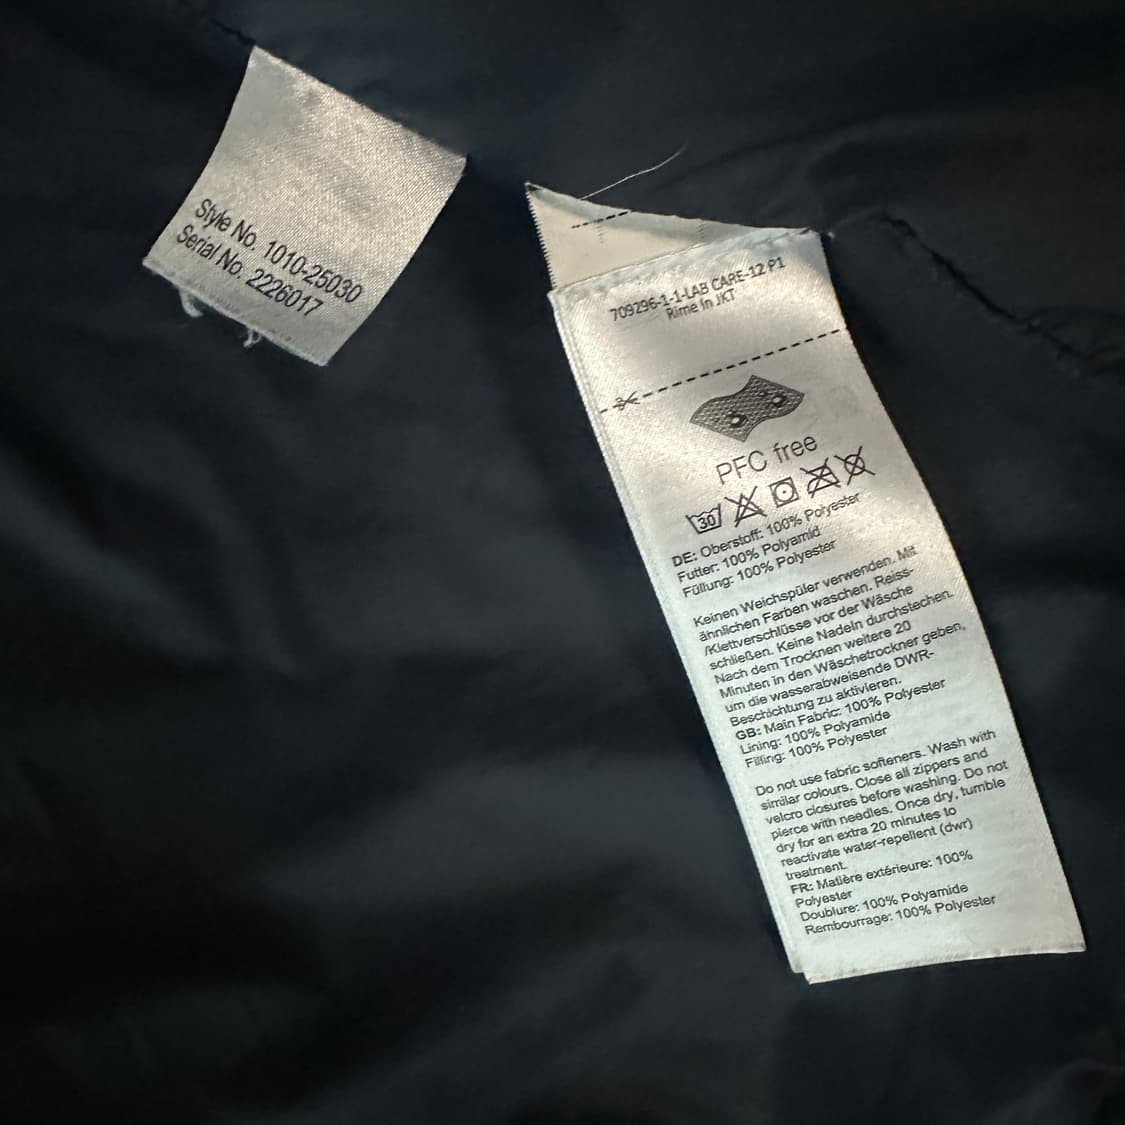 Style No. 1010-25030
Serial No. 2226017
709296-1-1-LAB CARE-12 P1
Rime in JKT
PFC free
30
DE: Oberstoff: 100% Polyester
Futter: 100% Polyamid
Füllung: 100% Polyester
Keinen Weichspüler verwenden. Mit
ähnlichen Farben waschen. Reiss-
/Klettverschlüsse vor der Wäsche
schließen. Keine Nadeln durchstechen.
Nach dem Trocknen weitere 20
Minuten in den Wäschetrockner geben,
um die wasserabweisende DWR-
Beschichtung zu aktivieren.
GB: Main Fabric: 100% Polyester
Lining: 100% Polyamide
Filling: 100% Polyester
Do not use fabric softeners. Wash with
similar colours. Close all zippers and
velcro closures before washing. Do not
pierce with needles. Once dry, tumble
dry for an extra 20 minutes to
reactivate water-repellent (dwr)
treatment.
FR: Matière extérieure: 100%
Polyester
Doublure: 100% Polyamide
Rembourrage: 100% Polyester